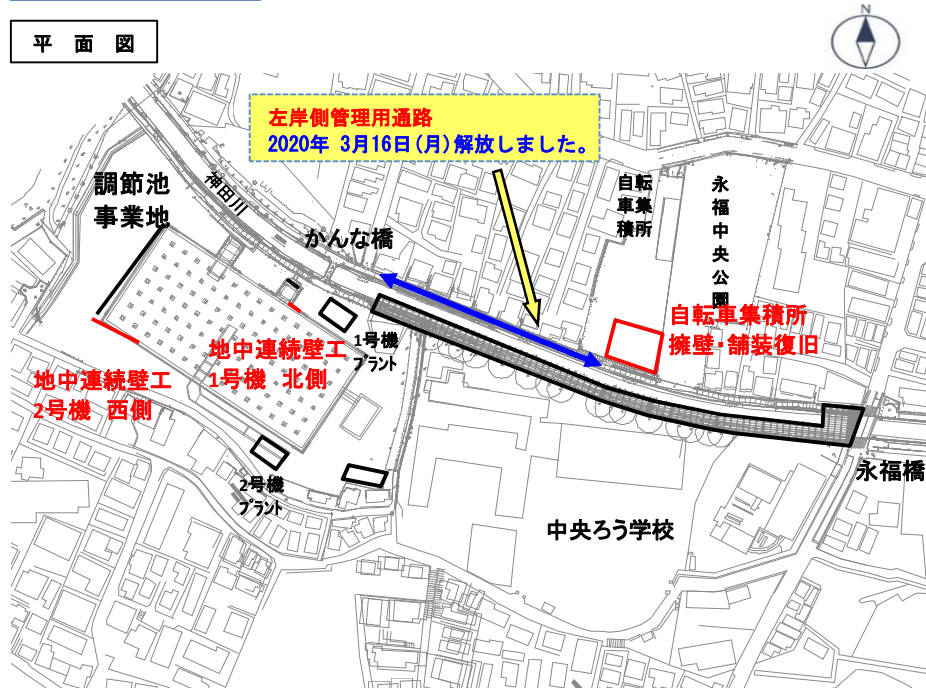 N
平 面 図
左岸側管理用通路
2020年 3月16日(月)解放しました。
調節池
事業地
神田川
かんな橋
自転
車集
積所
永福中央公園
自転車集積所
擁壁・舗装復旧
1号機
プラント
地中連続壁工
1号機 北側
地中連続壁工
2号機 西側
2号機
プラント
永福橋
中央ろう学校